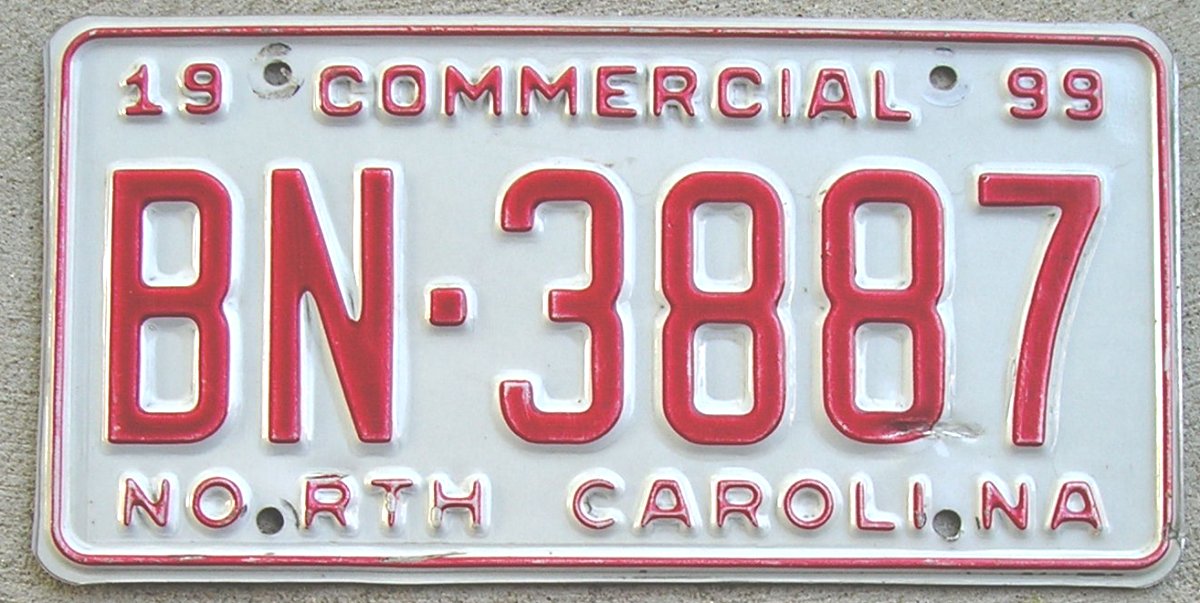 19 COMMERCIAL 99
BN·3887
NORTH CAROLINA